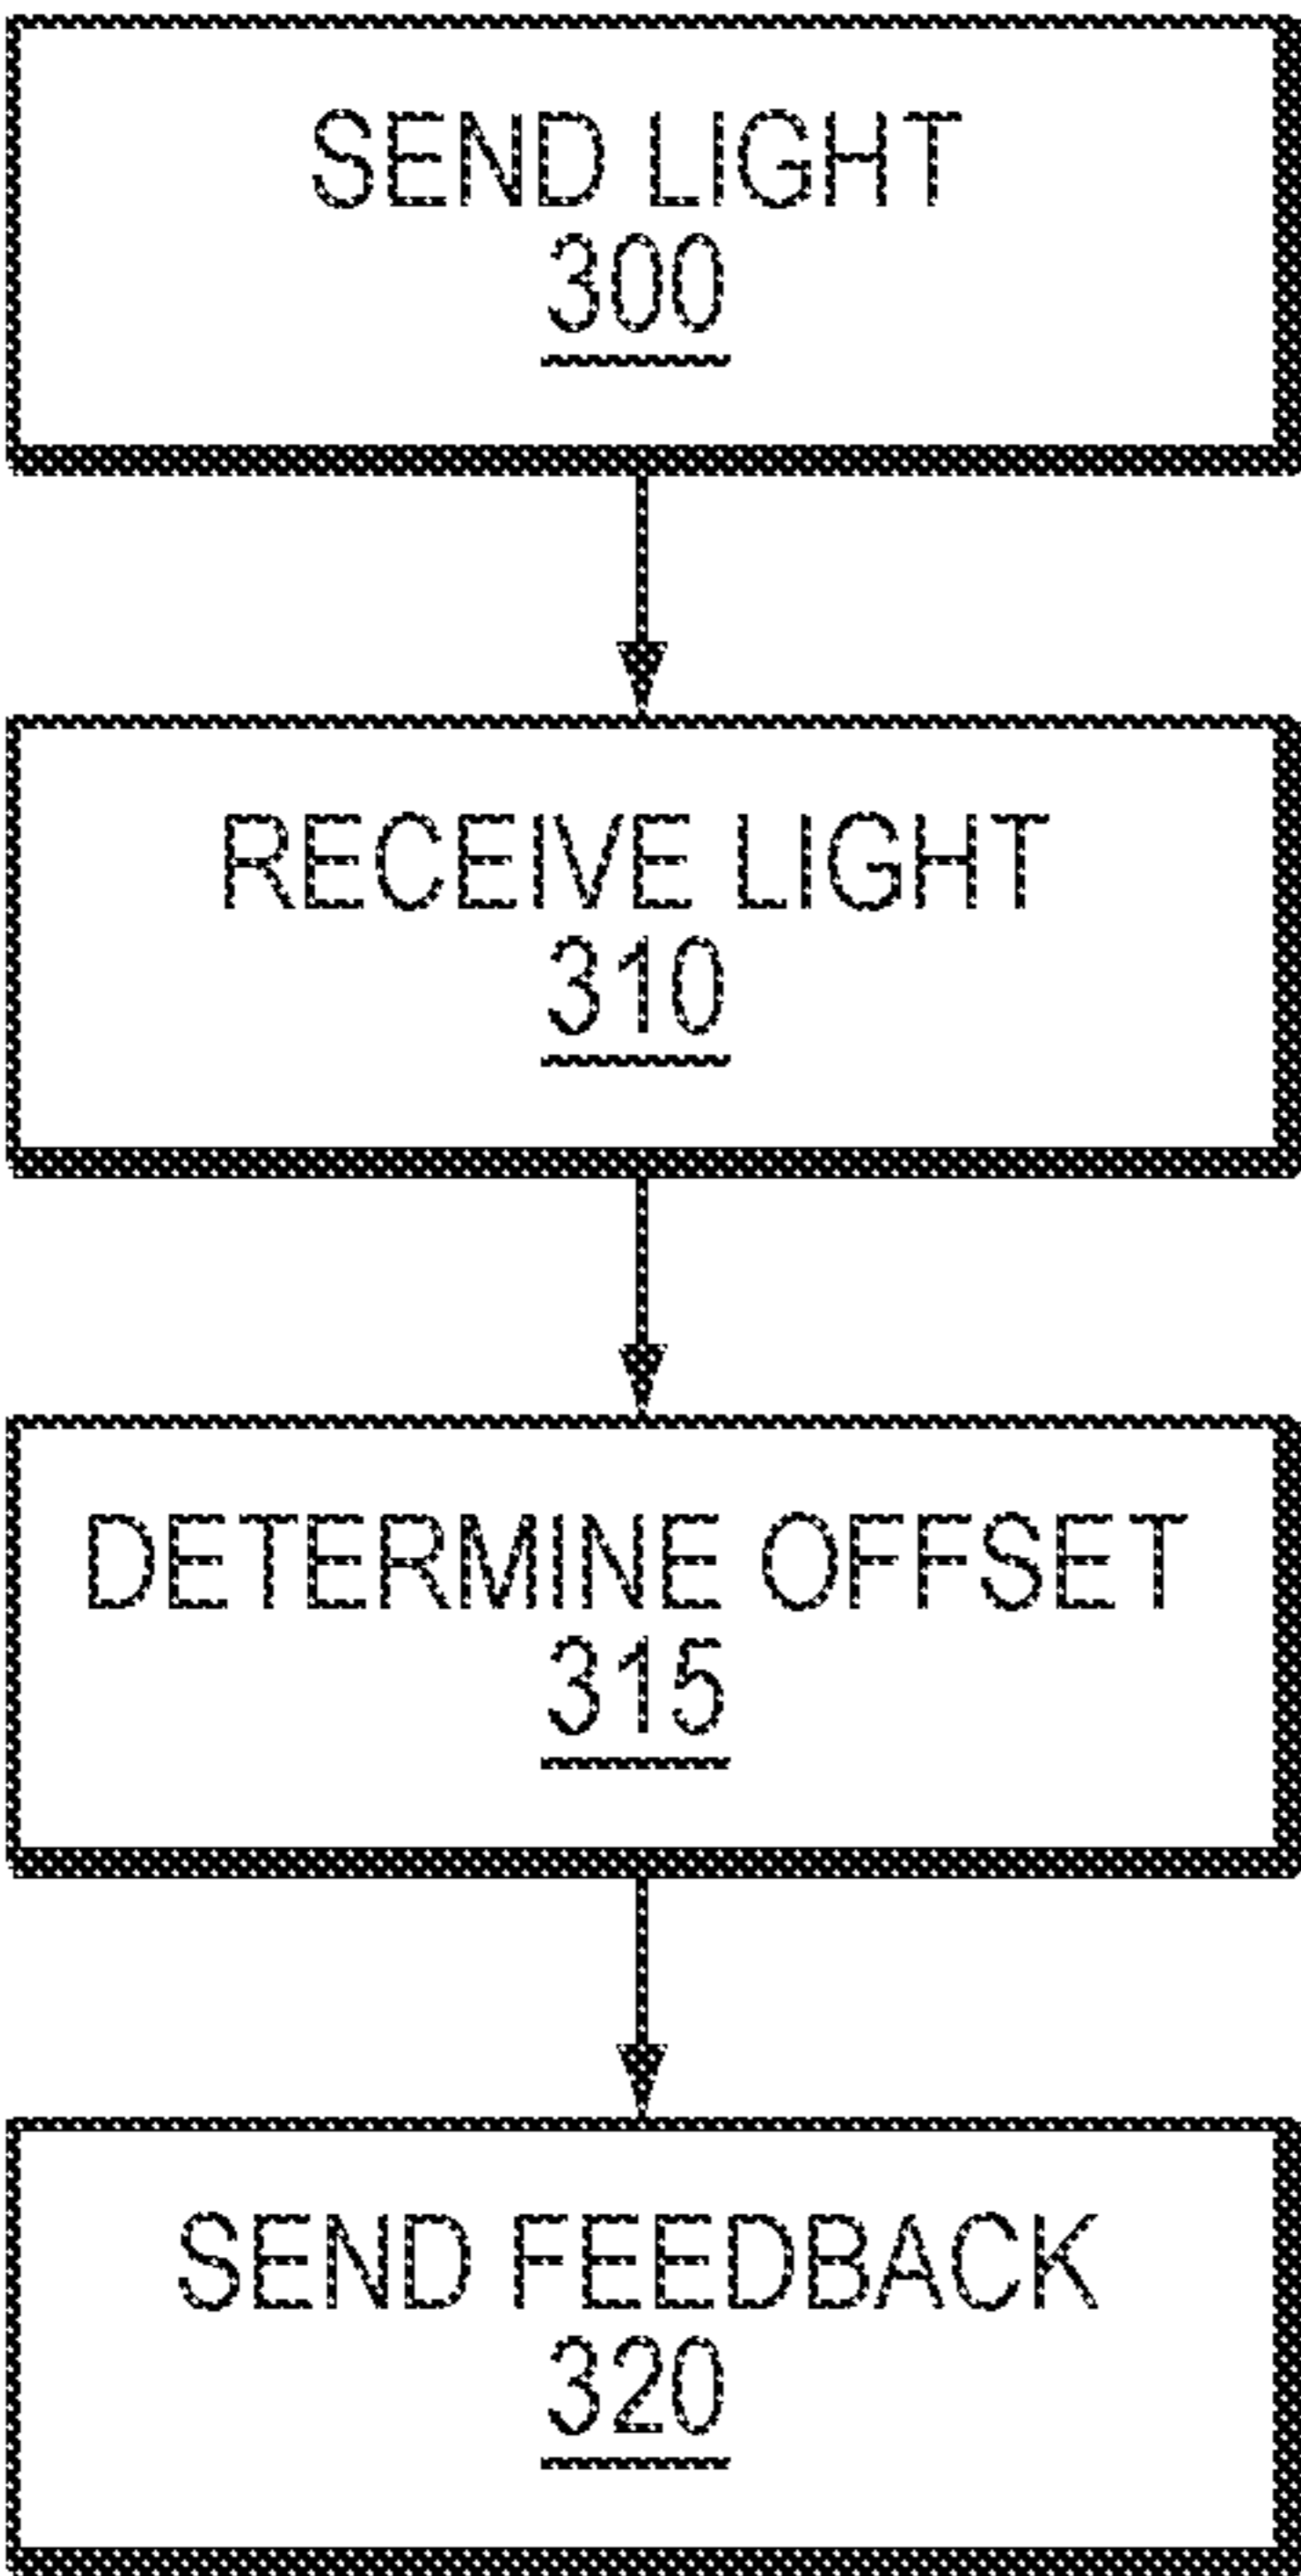 SEND LIGHT
300
RECEIVE LIGHT
310
DETERMINE OFFSET
315
SEND FEEDBACK
320